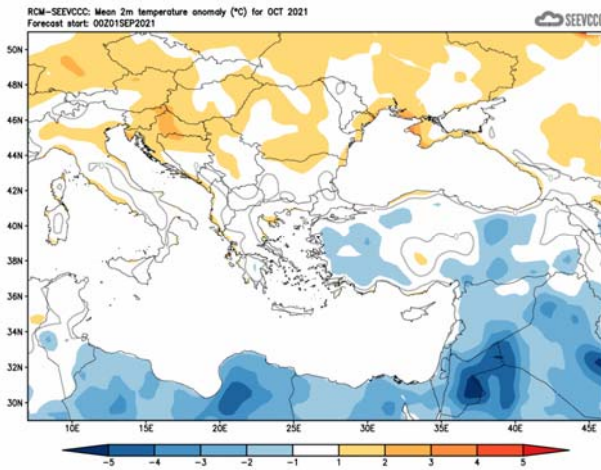 RCM-SEEVCCC: Mean 2m temperature anomaly (°C) for OCT 2021
Forecast start: 00Z01SEP2021
SEEVCCC
50N
48N
46N
44N
42N
40N
38N
36N
34N
32N
30N
10E 15E 20E 25E 30E 35E 40E 45E
-5 -4 -3 -2 -1 1 2 3 4 5